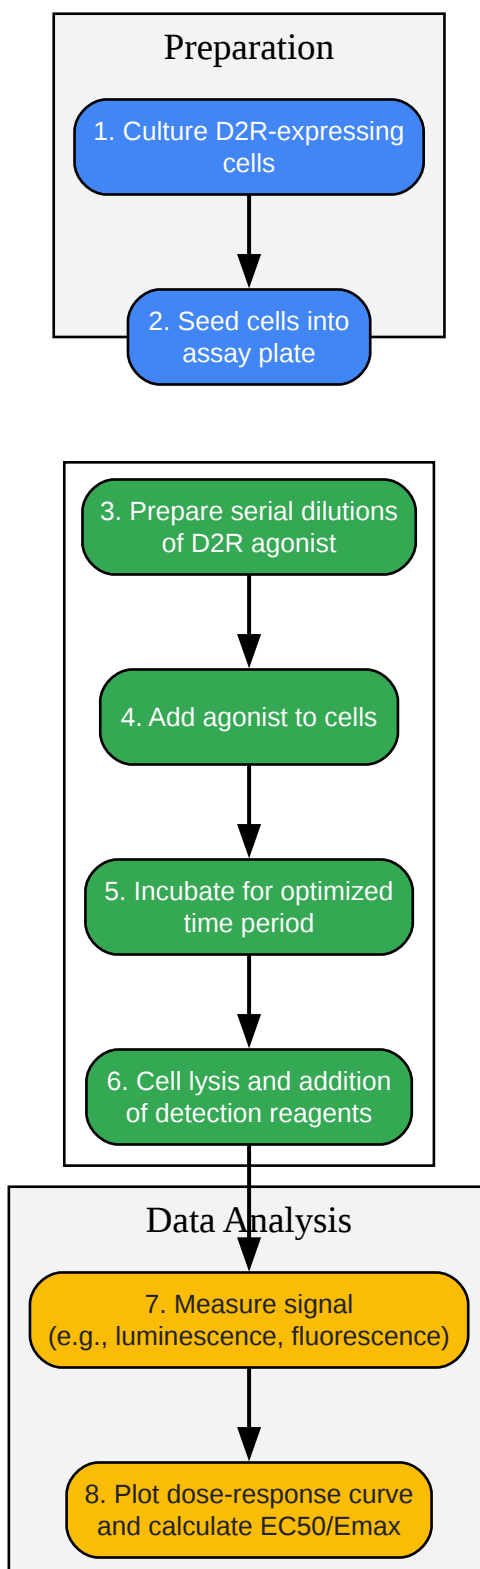 Preparation
1. Culture D2R-expressing
cells
2. Seed cells into
assay plate
3. Prepare serial dilutions
of D2R agonist
4. Add agonist to cells
5. Incubate for optimized
time period
6. Cell lysis and addition
of detection reagents
Data Analysis
7. Measure signal
(e.g., luminescence, fluorescence)
8. Plot dose-response curve
and calculate EC50/Emax